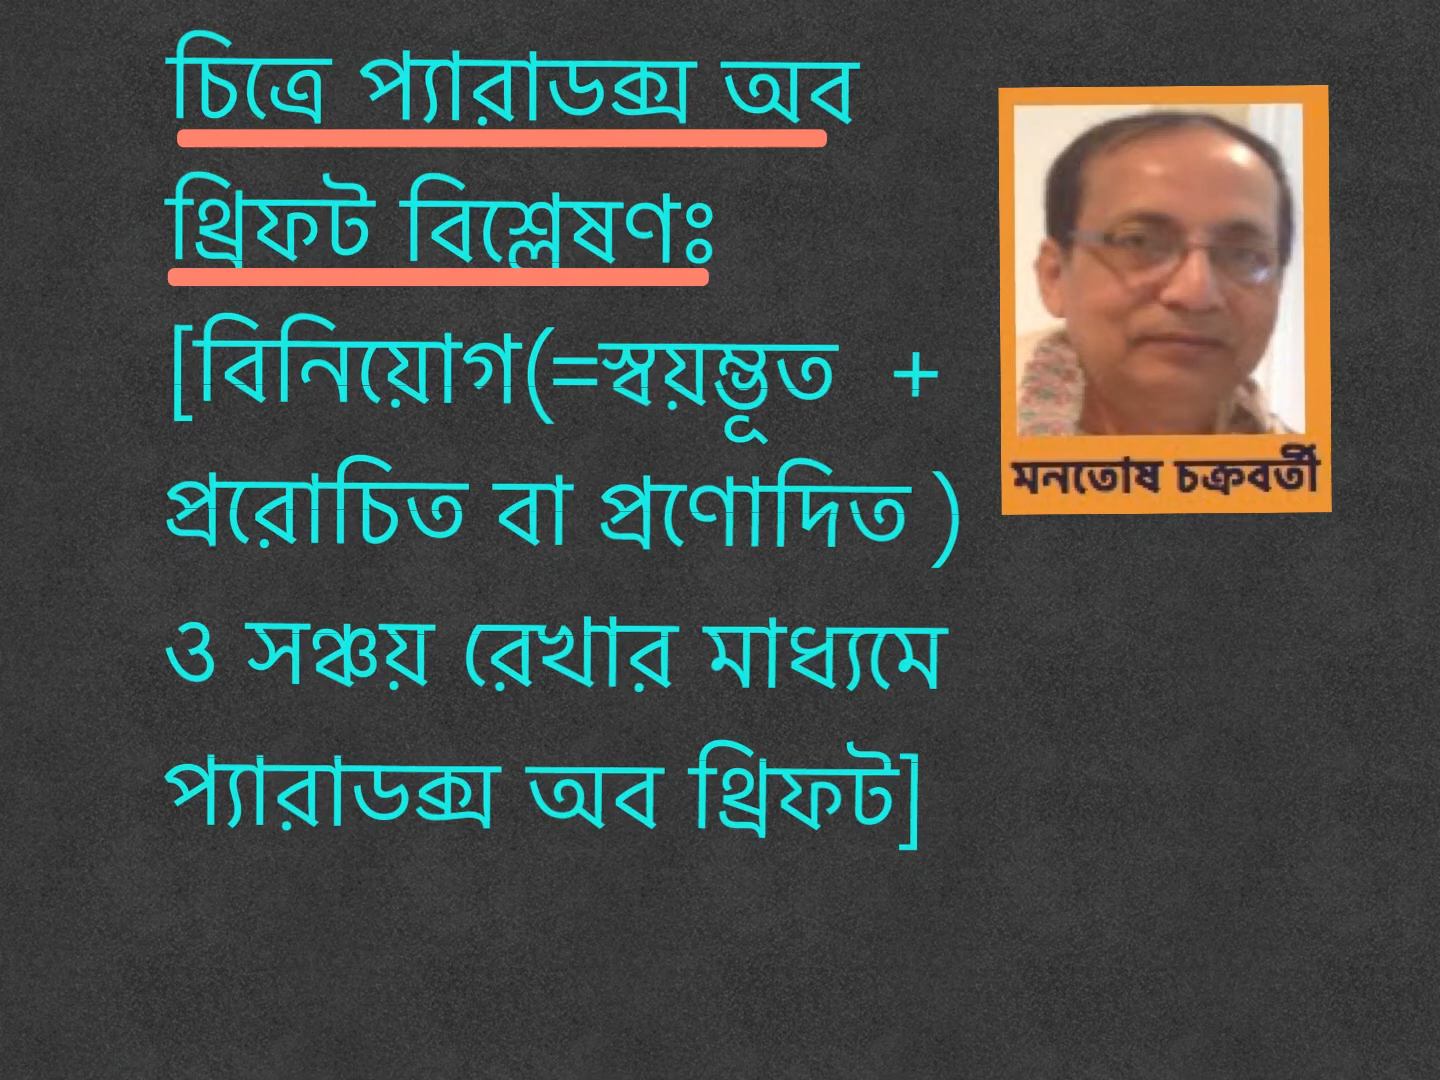 চিত্রে প্যারাডক্স অব
থ্রিফট বিশ্লেষণঃ
[বিনিয়োগ(=স্বয়ম্ভূত +
প্ররোচিত বা প্রণোদিত )
ও সঞ্চয় রেখার মাধ্যমে
প্যারাডক্স অব থ্রিফট]
মনতোষ চক্রবর্তী